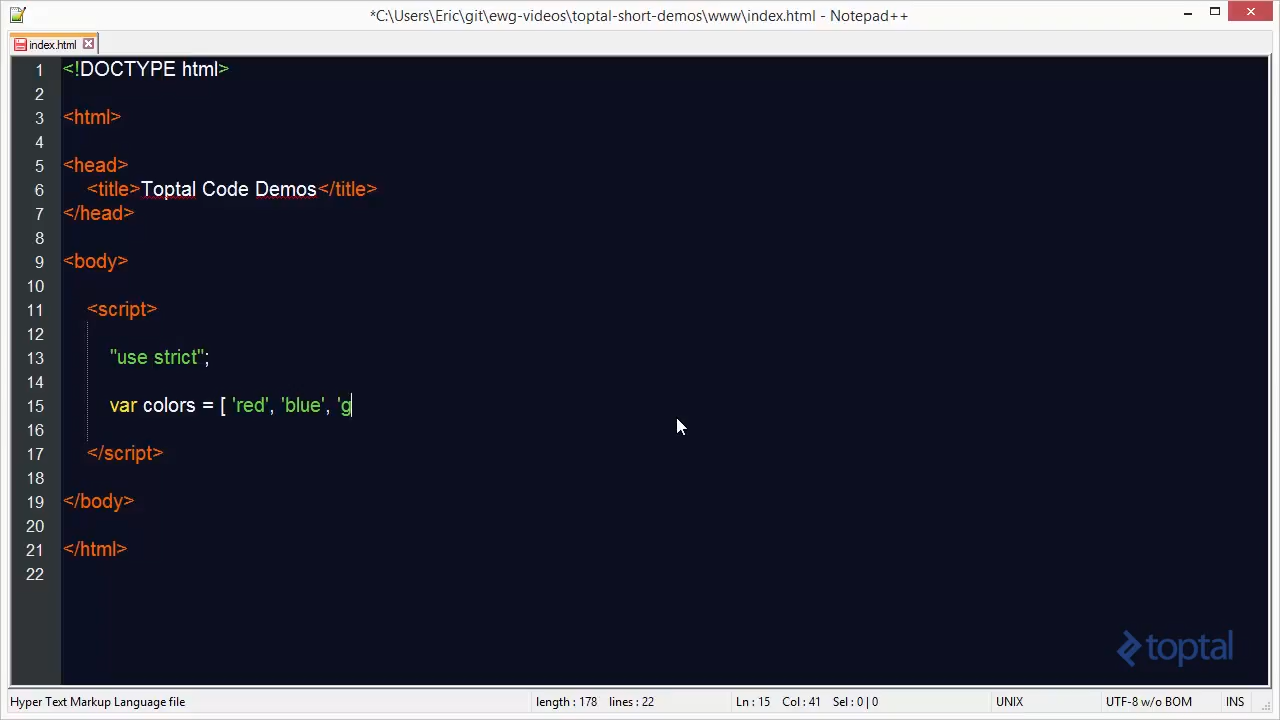 *C:\Users\Eric\git\ewg-videos\toptal-short-demos\www\index.html - Notepad++
index.html
1 <!DOCTYPE html>
2
3 <html>
4
5 <head>
6 <title>Toptal Code Demos</title>
7 </head>
8
9 <body>
10
11 <script>
12
13 "use strict";
14
15 var colors = [ 'red', 'blue', 'g
16
17 </script>
18
19 </body>
20
21 </html>
22
toptal
Hyper Text Markup Language file length : 178 lines : 22 Ln : 15 Col : 41 Sel : 0 | 0 UNIX UTF-8 w/o BOM INS